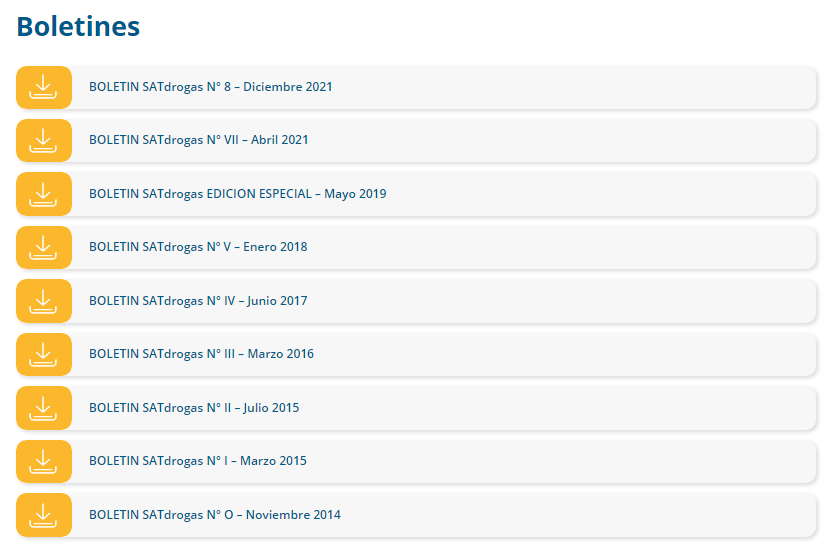 Boletines
BOLETIN SATdrogas N° 8 – Diciembre 2021
BOLETIN SATdrogas N° VII – Abril 2021
BOLETIN SATdrogas EDICION ESPECIAL – Mayo 2019
BOLETIN SATdrogas N° V – Enero 2018
BOLETIN SATdrogas N° IV – Junio 2017
BOLETIN SATdrogas N° III – Marzo 2016
BOLETIN SATdrogas N° II – Julio 2015
BOLETIN SATdrogas N° I – Marzo 2015
BOLETIN SATdrogas N° O – Noviembre 2014